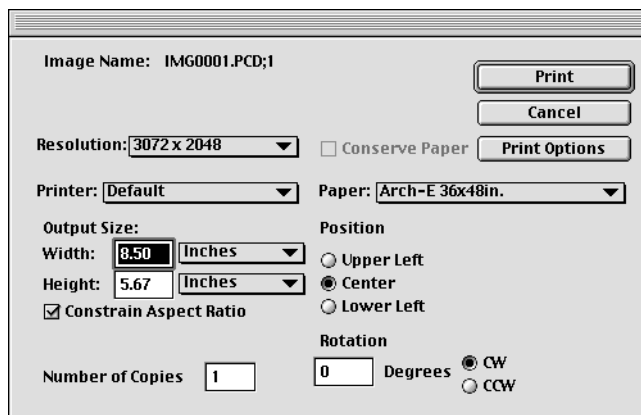 Image Name: IMG0001.PCD;1
Print
Cancel
Resolution: 3072 x 2048
Conserve Paper
Print Options
Printer: Default
Paper: Arch-E 36x48in.
Output Size:
Position
Width: 8.50 Inches
Upper Left
Height: 5.67 Inches
Center
Constrain Aspect Ratio
Lower Left
Rotation
Number of Copies 1
0 Degrees CW
CCW